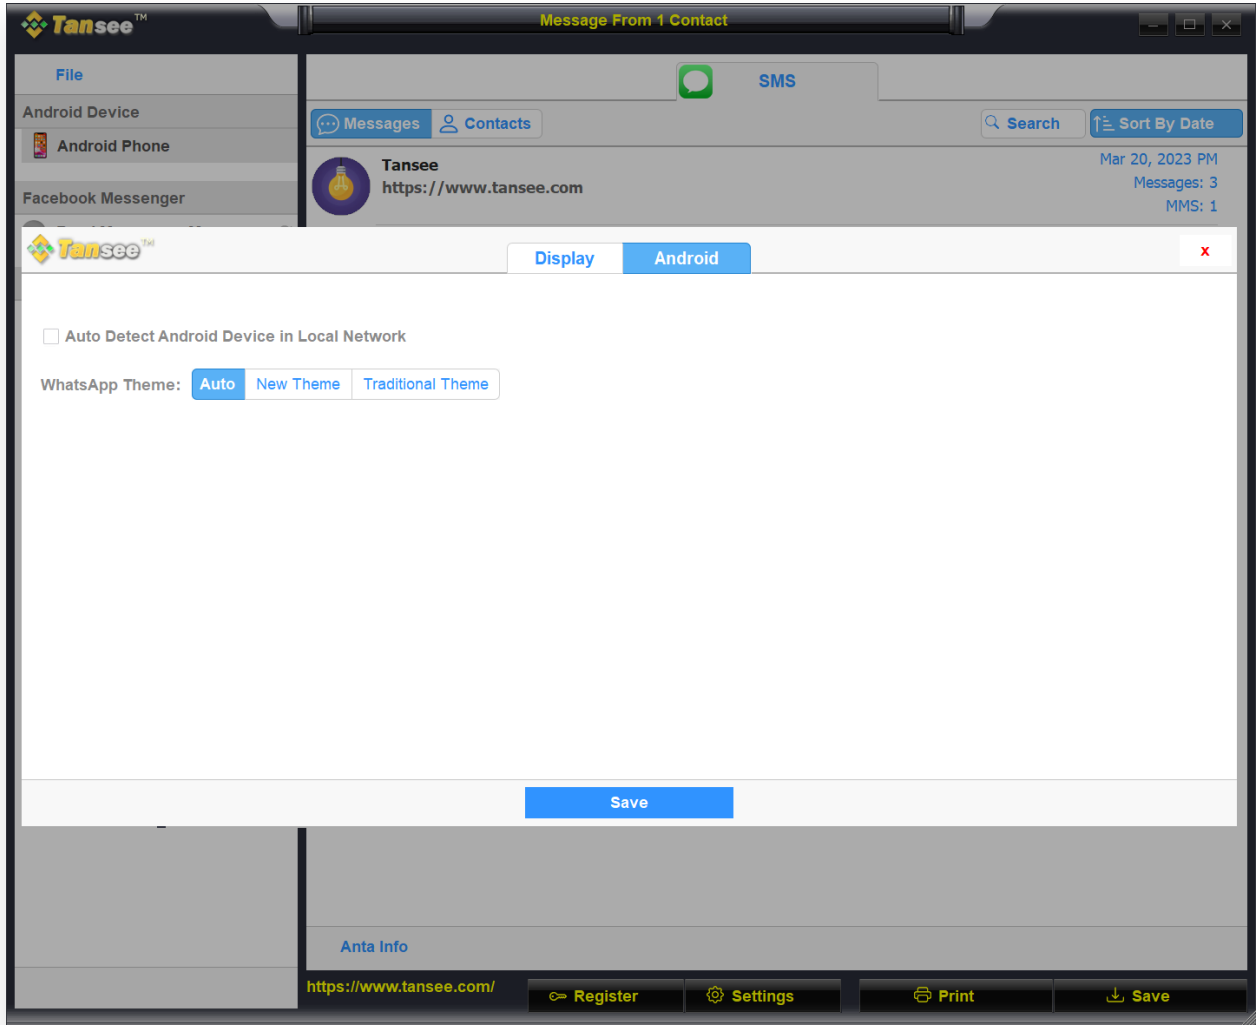 Tansee™
Message From 1 Contact
File
SMS
Android Device
Messages
Contacts
Search
Sort By Date
Android Phone
Tansee
https://www.tansee.com
Mar 20, 2023 PM
Messages: 3
MMS: 1
Facebook Messenger
Tansee™
Display
Android
x
Auto Detect Android Device in Local Network
WhatsApp Theme:
Auto
New Theme
Traditional Theme
Save
Anta Info
https://www.tansee.com/
Register
Settings
Print
Save